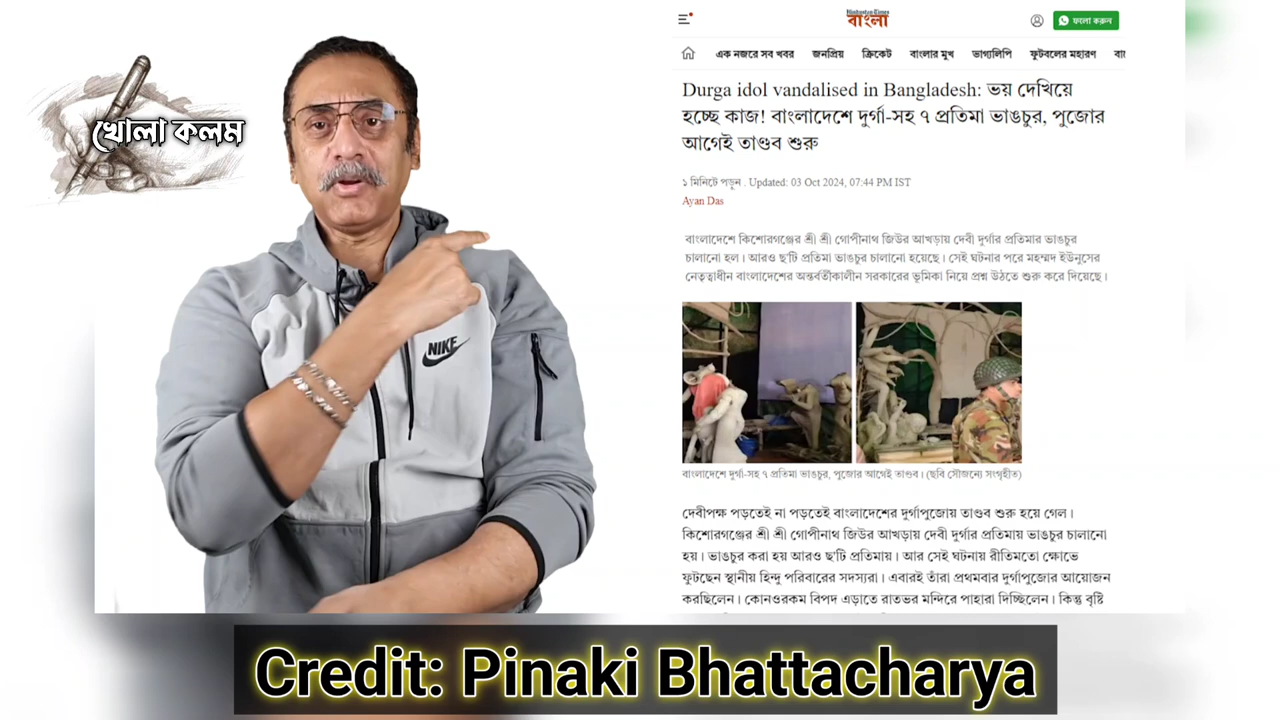 খোলা কলম
NIKE
Hindustan Times
বাংলা
ফলো করুন
এক নজরে সব খবর জনপ্রিয় ক্রিকেট বাংলার মুখ ভাগ্যলিপি ফুটবলের মহারণ বাং
Durga idol vandalised in Bangladesh: ভয় দেখিয়ে
হচ্ছে কাজ! বাংলাদেশে দুর্গা-সহ ৭ প্রতিমা ভাঙচুর, পুজোর
আগেই তাণ্ডব শুরু
১ মিনিটে পড়ুন . Updated: 03 Oct 2024, 07:44 PM IST
Ayan Das
বাংলাদেশে কিশোরগঞ্জের শ্রী শ্রী গোপীনাথ জিউর আখড়ায় দেবী দুর্গার প্রতিমার ভাঙচুর
চালানো হল। আরও ছ'টি প্রতিমা ভাঙচুর চালানো হয়েছে। সেই ঘটনার পরে মহম্মদ ইউনুসের
নেতৃত্বাধীন বাংলাদেশের অন্তর্বর্তীকালীন সরকারের ভূমিকা নিয়ে প্রশ্ন উঠতে শুরু করে দিয়েছে।
বাংলাদেশে দুর্গা-সহ ৭ প্রতিমা ভাঙচুর, পুজোর আগেই তাণ্ডব। (ছবি সৌজন্যে সংগৃহীত)
দেবীপক্ষ পড়তেই না পড়তেই বাংলাদেশের দুর্গাপুজোয় তাণ্ডব শুরু হয়ে গেল।
কিশোরগঞ্জের শ্রী শ্রী গোপীনাথ জিউর আখড়ায় দেবী দুর্গার প্রতিমায় ভাঙচুর চালানো
হয়। ভাঙচুর করা হয় আরও ছ'টি প্রতিমায়। আর সেই ঘটনায় রীতিমতো ক্ষোভে
ফুটছেন স্থানীয় হিন্দু পরিবারের সদস্যরা। এবারই তাঁরা প্রথমবার দুর্গাপুজোর আয়োজন
করছিলেন। কোনওরকম বিপদ এড়াতে রাতভর মন্দিরে পাহারা দিচ্ছিলেন। কিন্তু বৃষ্টি
Credit: Pinaki Bhattacharya